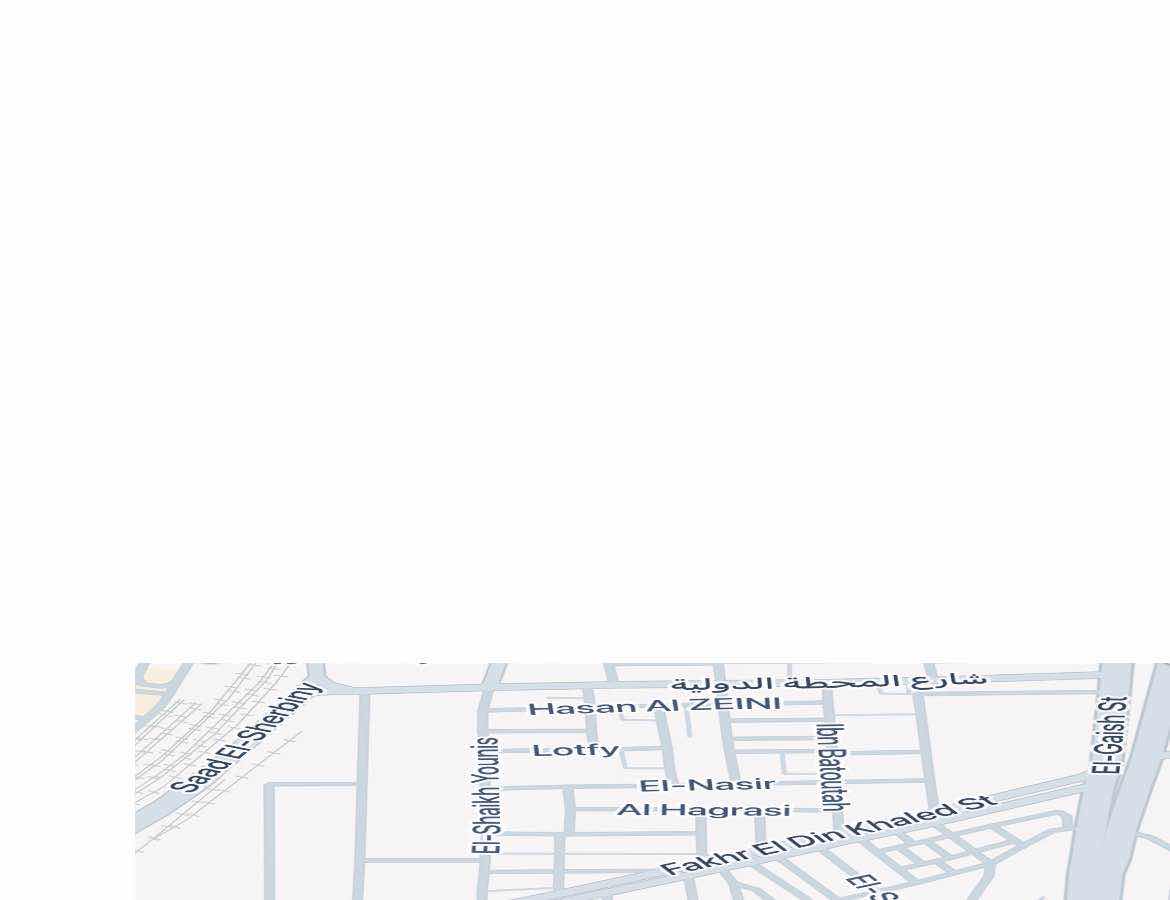 شارع المحطة الدولية
Hasan Al ZEINI
Saad El-Sherbiny
El-Gaish St
El-Shaikh Younis
Lotfy
Ibn Batoutah
El-Nasir
Al Hagrasi
Fakhr El Din Khaled St
El-S